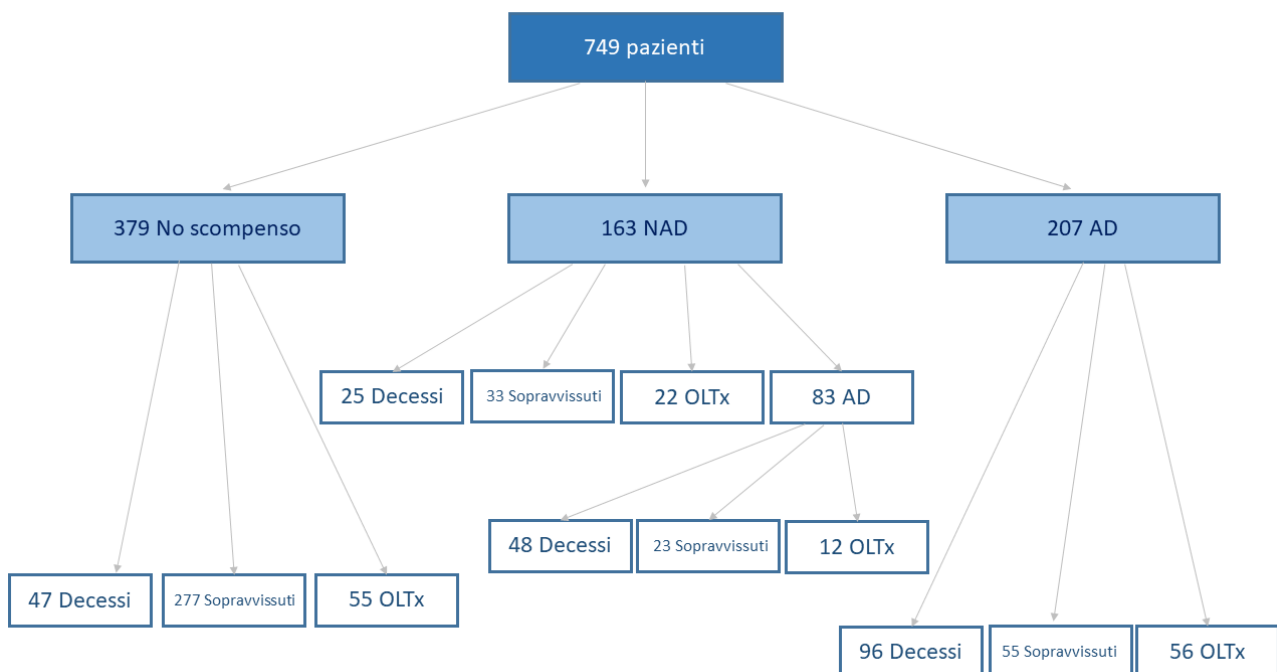 749 pazienti
379 No scompenso
163 NAD
207 AD
25 Decessi
33 Sopravvissuti
22 OLTx
83 AD
48 Decessi
23 Sopravvissuti
12 OLTx
47 Decessi
277 Sopravvissuti
55 OLTx
96 Decessi
55 Sopravvissuti
56 OLTx